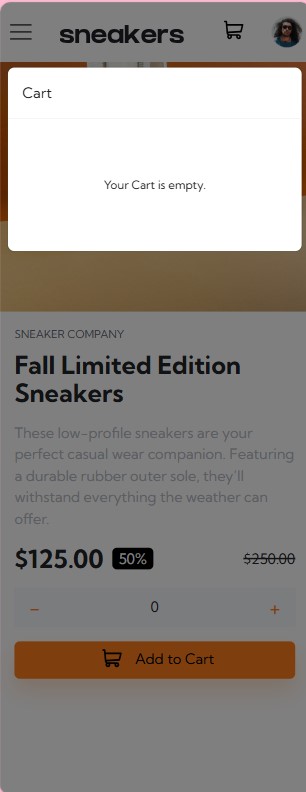 sneakers
Cart
Your Cart is empty.
SNEAKER COMPANY
Fall Limited Edition
Sneakers
These low-profile sneakers are your
perfect casual wear companion. Featuring
a durable rubber outer sole, they'll
withstand everything the weather can
offer.
$125.00 50% $250.00
− 0 +
Add to Cart